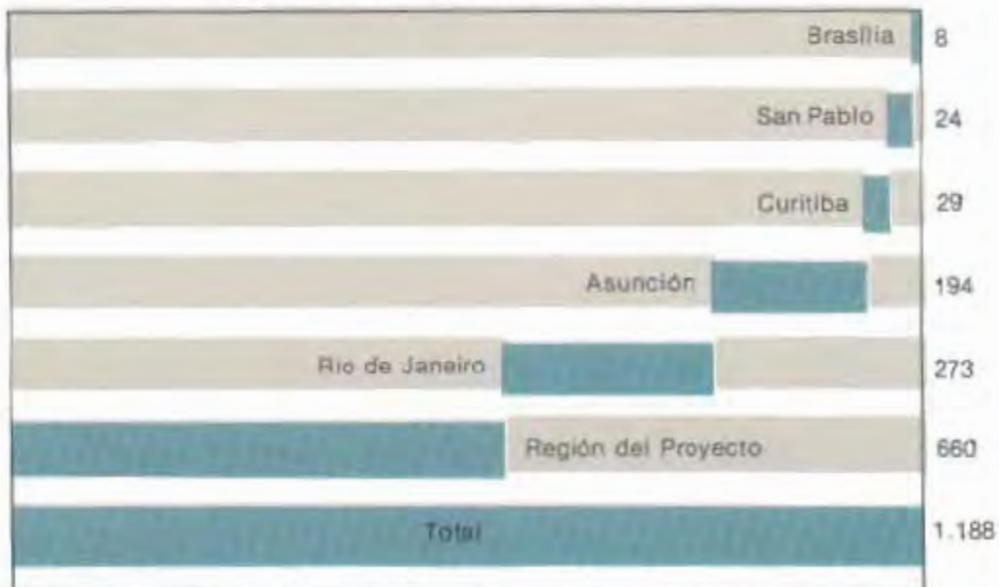 Brasília 8
San Pablo 24
Curitiba 29
Asunción 194
Rio de Janeiro 273
Región del Proyecto 660
Total 1.188